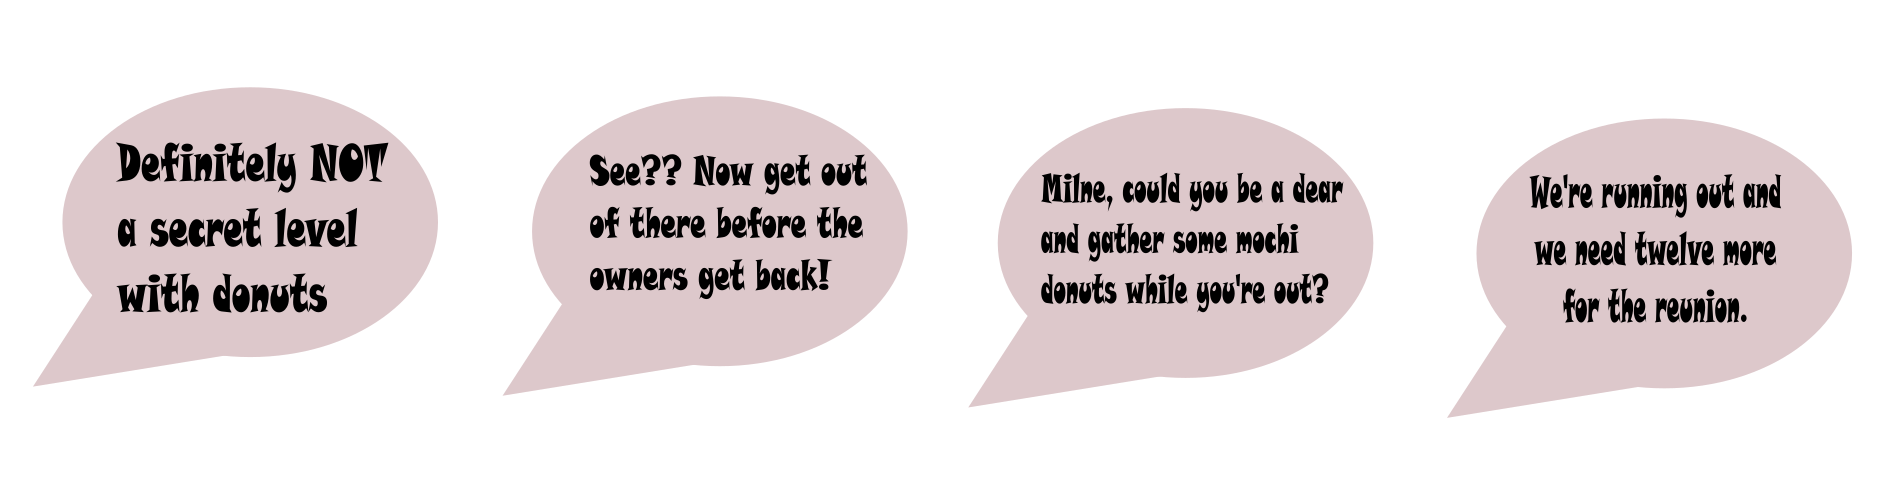 Definitely NOT
a secret level
with donuts
See?? Now get out
of there before the
owners get back!
Milne, could you be a dear
and gather some mochi
donuts while you're out?
We're running out and
we need twelve more
for the reunion.